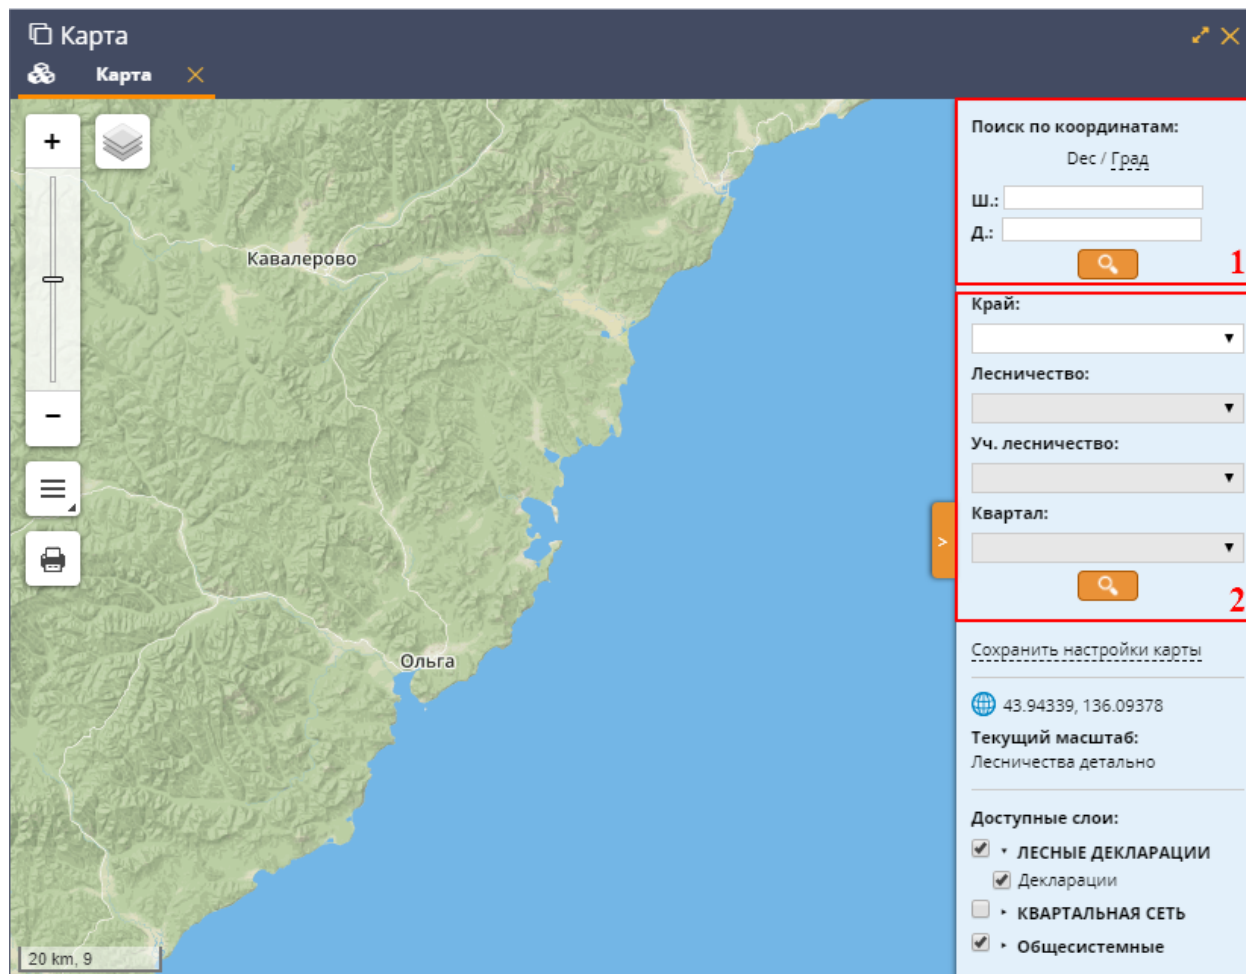 Карта
Карта
Поиск по координатам:
Dec / Град
Ш.:
Д.:
1
Край:
Лесничество:
Уч. лесничество:
Квартал:
2
Сохранить настройки карты
43.94339, 136.09378
Текущий масштаб:
Лесничества детально
Доступные слои:
ЛЕСНЫЕ ДЕКЛАРАЦИИ
Декларации
КВАРТАЛЬНАЯ СЕТЬ
Общесистемные
Кавалерово
Ольга
20 km, 9